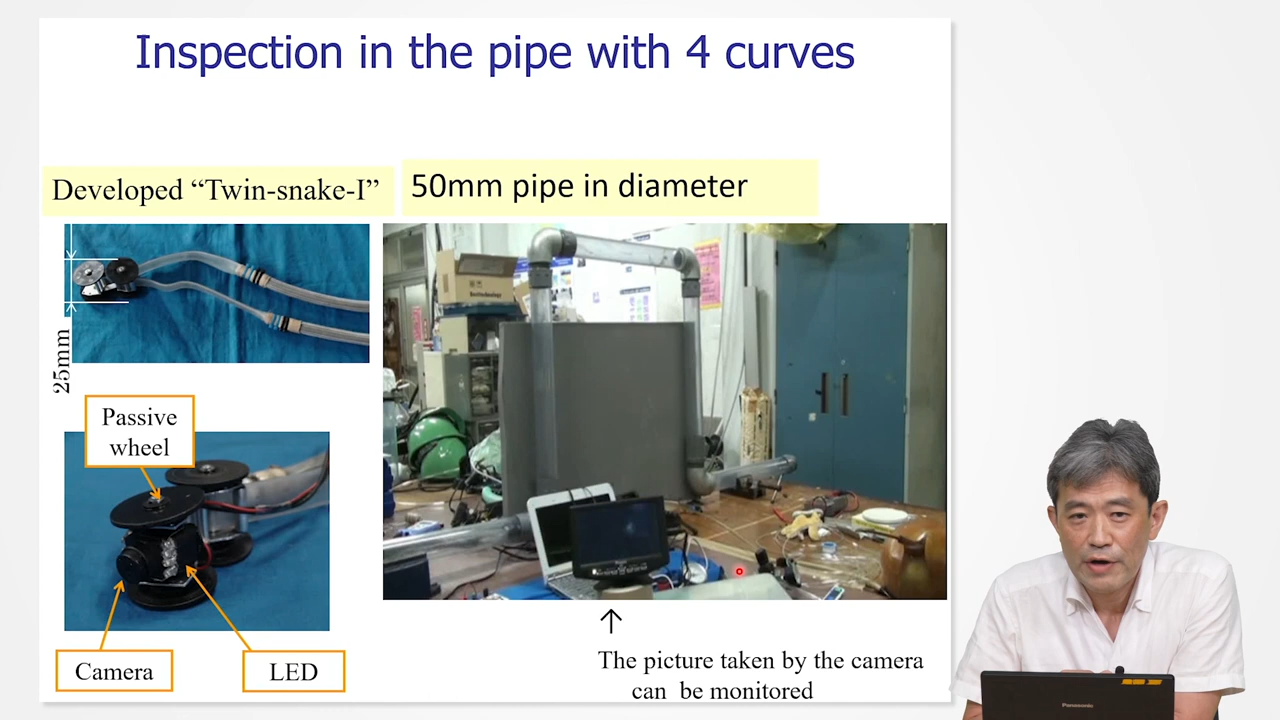 Inspection in the pipe with 4 curves
Developed “Twin-snake-I”
50mm pipe in diameter
25mm
Passive
wheel
Camera
LED
The picture taken by the camera
can be monitored
Panasonic